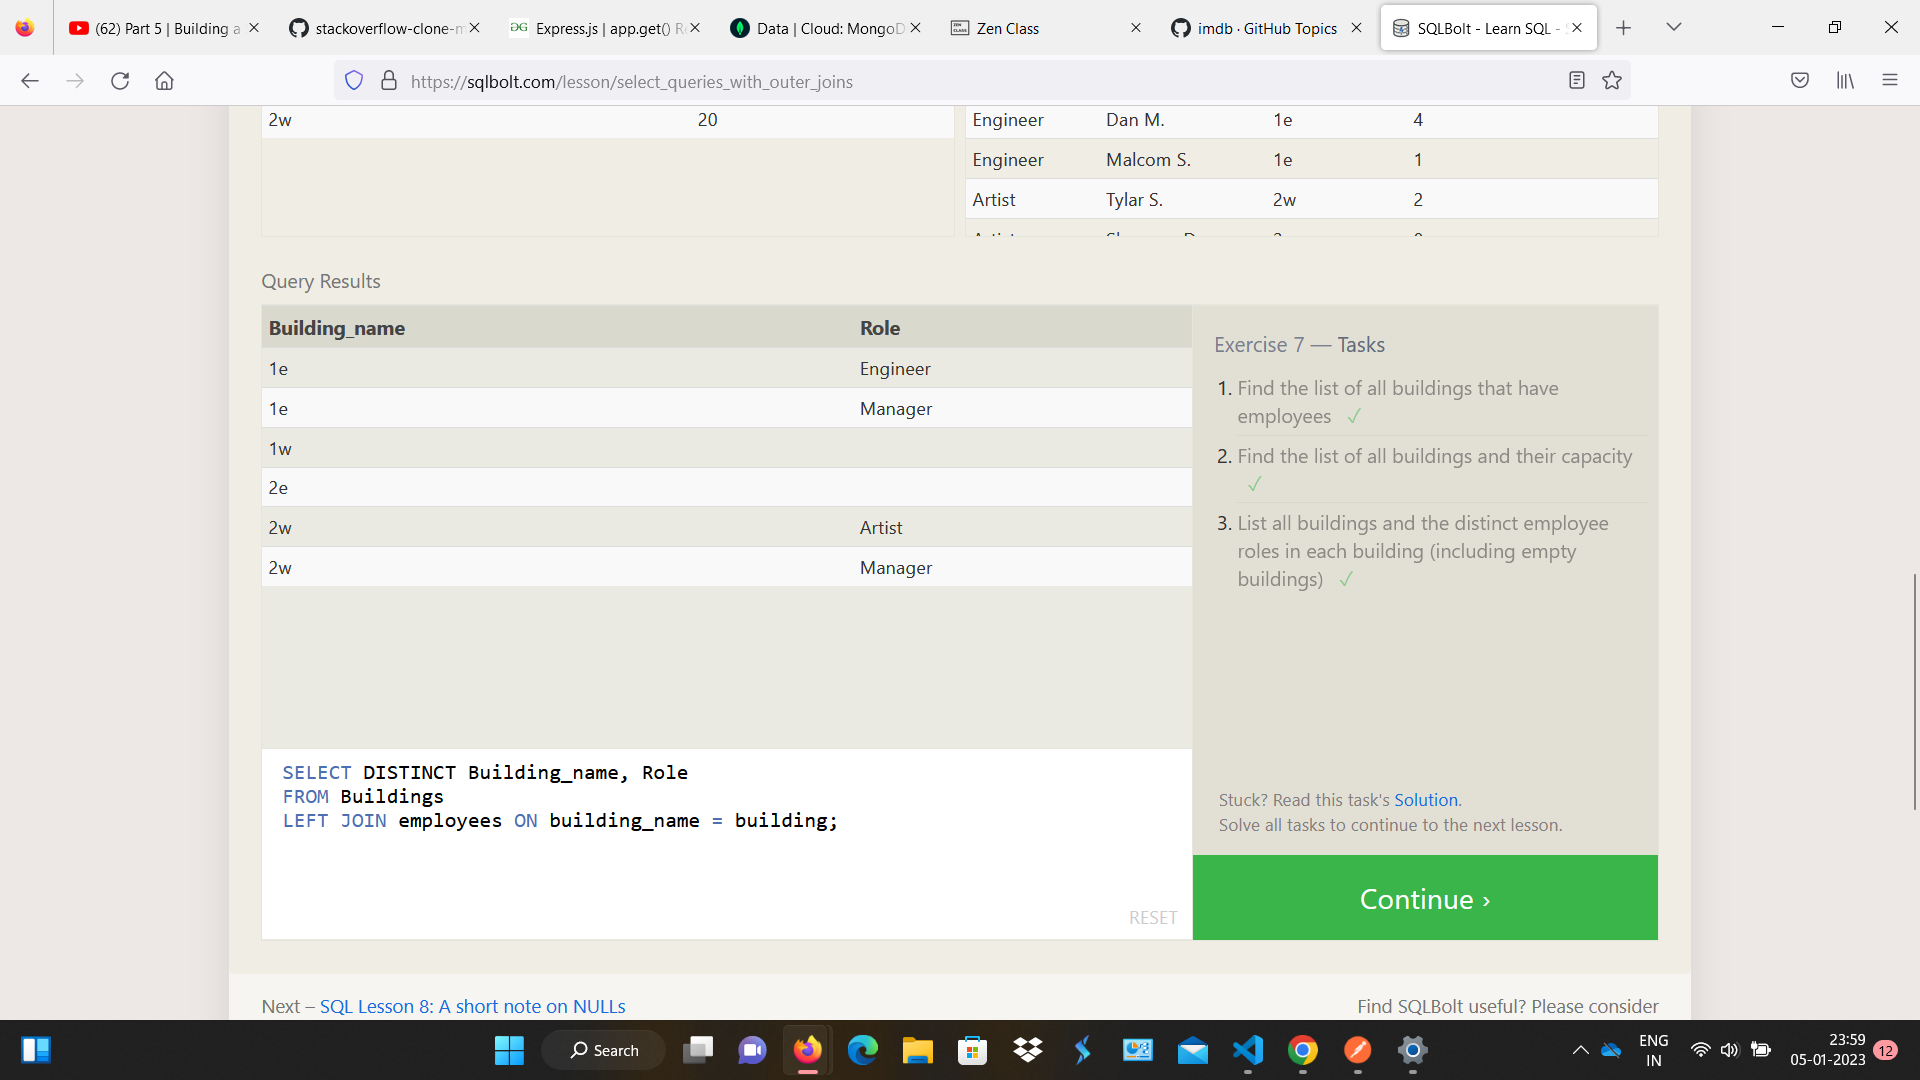 (62) Part 5 | Building a
stackoverflow-clone-m
Express.js | app.get() R
Data | Cloud: MongoD
Zen Class
imdb · GitHub Topics
SQLBolt - Learn SQL -
https://sqlbolt.com/lesson/select_queries_with_outer_joins
2w 20
Engineer Dan M. 1e 4
Engineer Malcom S. 1e 1
Artist Tylar S. 2w 2
Query Results
Building_name Role
1e Engineer
1e Manager
1w
2e
2w Artist
2w Manager
Exercise 7 — Tasks
1. Find the list of all buildings that have
employees ✓
2. Find the list of all buildings and their capacity
✓
3. List all buildings and the distinct employee
roles in each building (including empty
buildings) ✓
SELECT DISTINCT Building_name, Role
FROM Buildings
LEFT JOIN employees ON building_name = building;
RESET
Stuck? Read this task's Solution.
Solve all tasks to continue to the next lesson.
Continue ›
Next – SQL Lesson 8: A short note on NULLs
Find SQLBolt useful? Please consider
Search
ENG
IN
23:59
05-01-2023
12